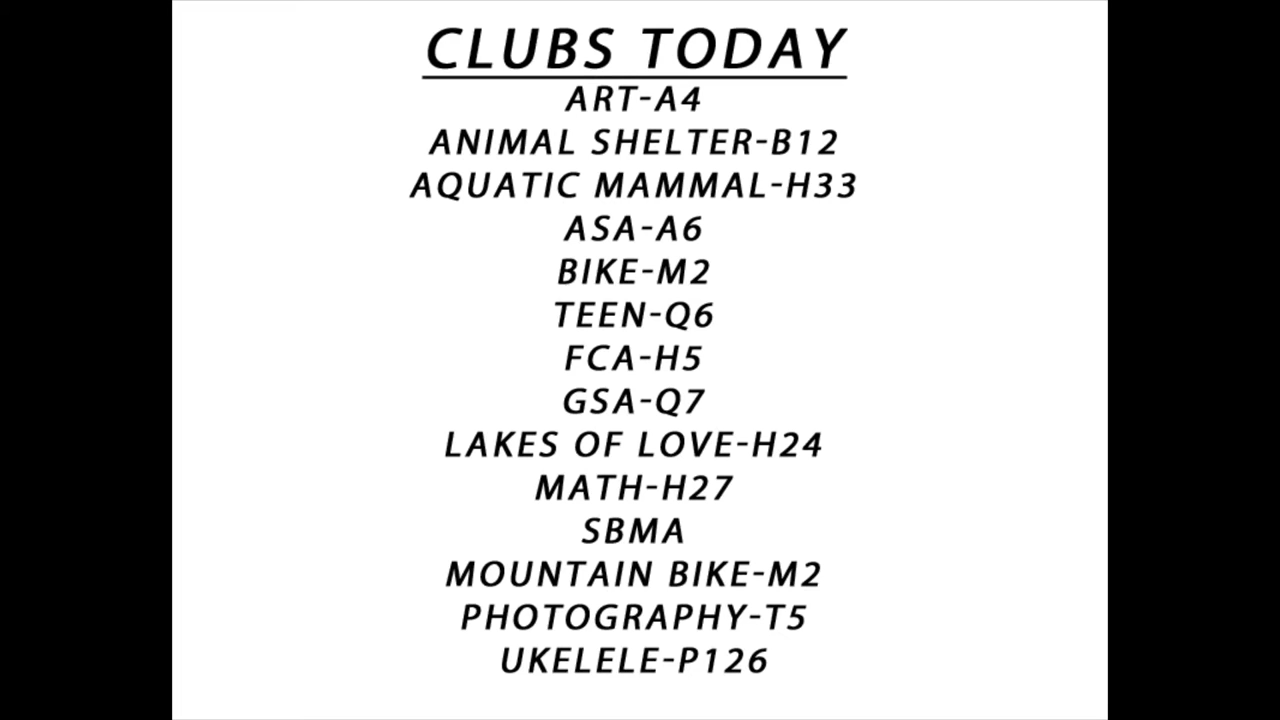 CLUBS TODAY
ART-A4
ANIMAL SHELTER-B12
AQUATIC MAMMAL-H33
ASA-A6
BIKE-M2
TEEN-Q6
FCA-H5
GSA-Q7
LAKES OF LOVE-H24
MATH-H27
SBMA
MOUNTAIN BIKE-M2
PHOTOGRAPHY-T5
UKELELE-P126